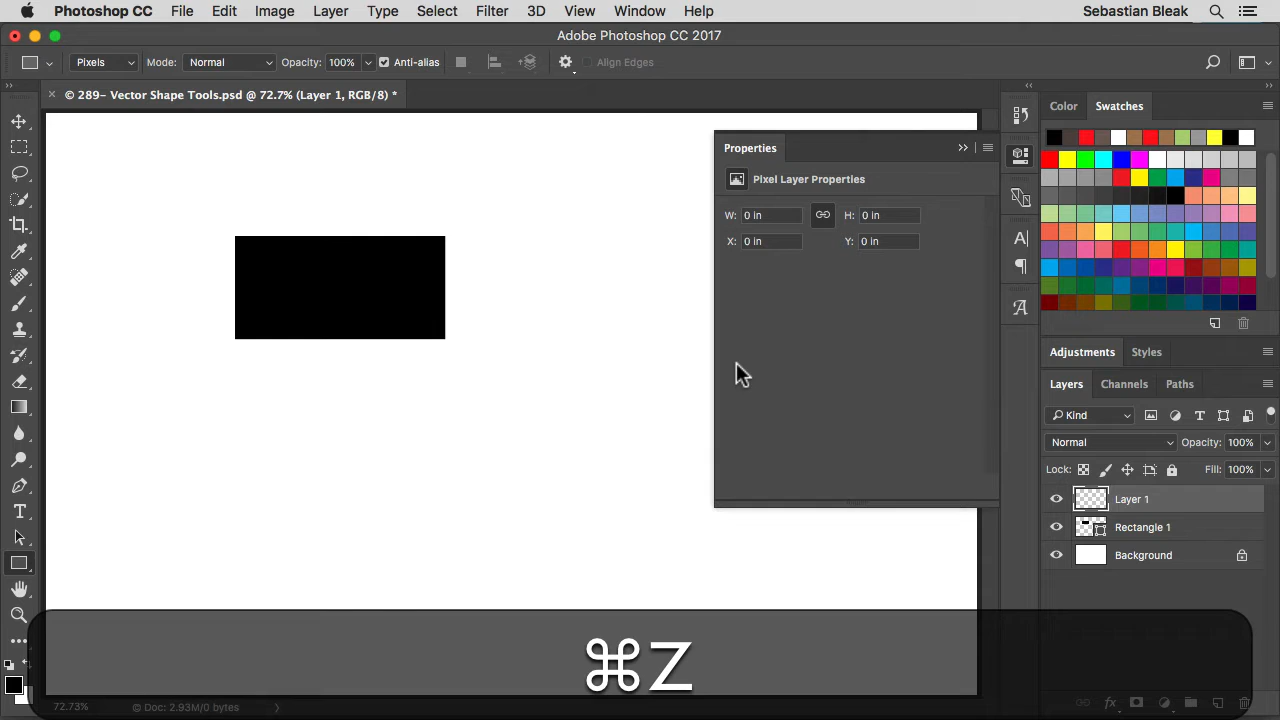 Photoshop CC File Edit Image Layer Type Select Filter 3D View Window Help Sebastian Bleak
Adobe Photoshop CC 2017
Pixels Mode: Normal Opacity: 100% Anti-alias Align Edges
© 289- Vector Shape Tools.psd @ 72.7% (Layer 1, RGB/8) *
Color Swatches
Properties
Pixel Layer Properties
W: 0 in H: 0 in
X: 0 in Y: 0 in
Adjustments Styles
Layers Channels Paths
Kind
Normal Opacity: 100%
Lock: Fill: 100%
Layer 1
Rectangle 1
Background
⌘Z
72.73% © Doc: 2.93M/0 bytes